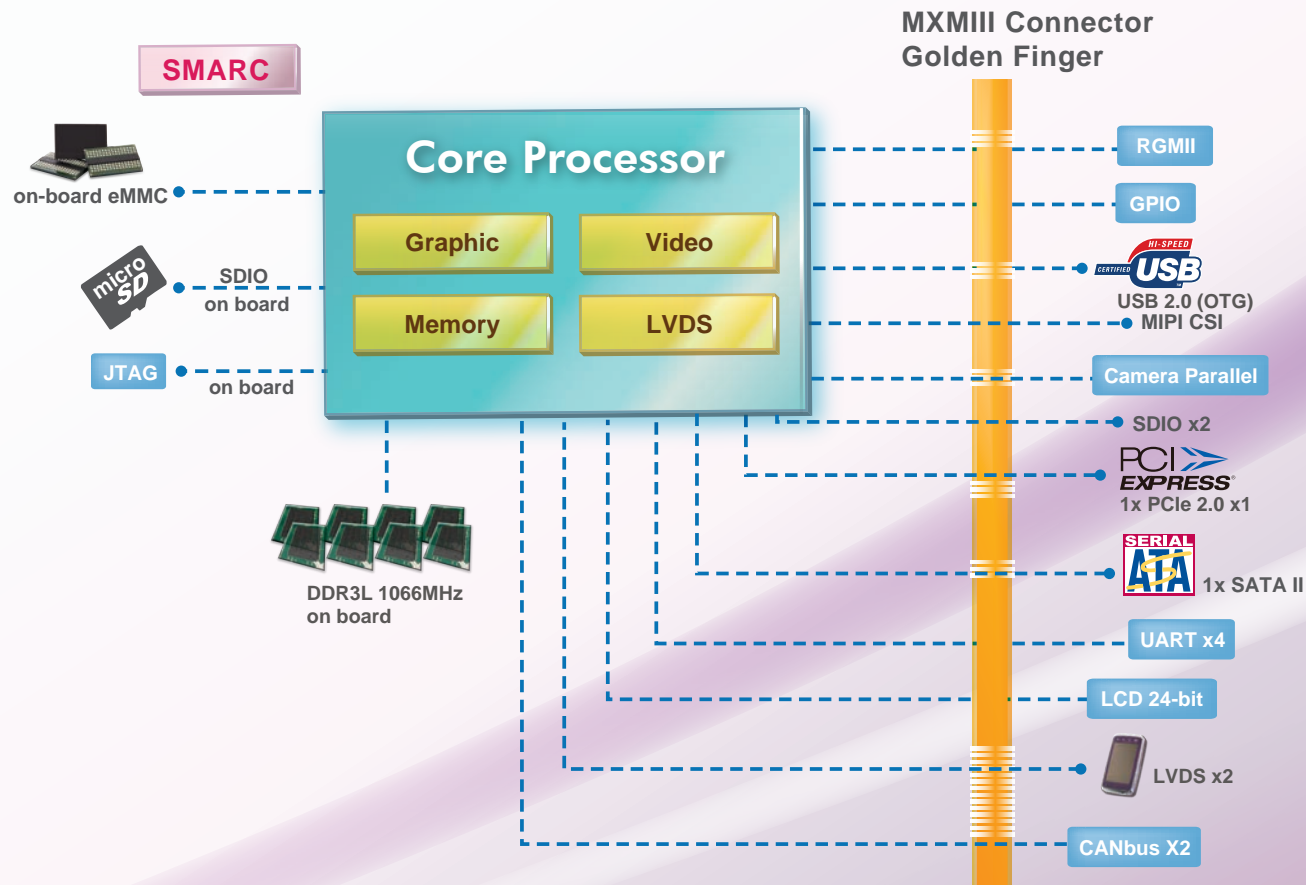 MXMIII Connector
Golden Finger
SMARC
Core Processor
Graphic
Video
Memory
LVDS
on-board eMMC
micro
SD
SDIO
on board
JTAG
on board
DDR3L 1066MHz
on board
RGMII
GPIO
HI-SPEED
CERTIFIED USB
USB 2.0 (OTG)
MIPI CSI
Camera Parallel
SDIO x2
PCI
EXPRESS®
1x PCIe 2.0 x1
SERIAL
ATA
1x SATA II
UART x4
LCD 24-bit
LVDS x2
CANbus X2